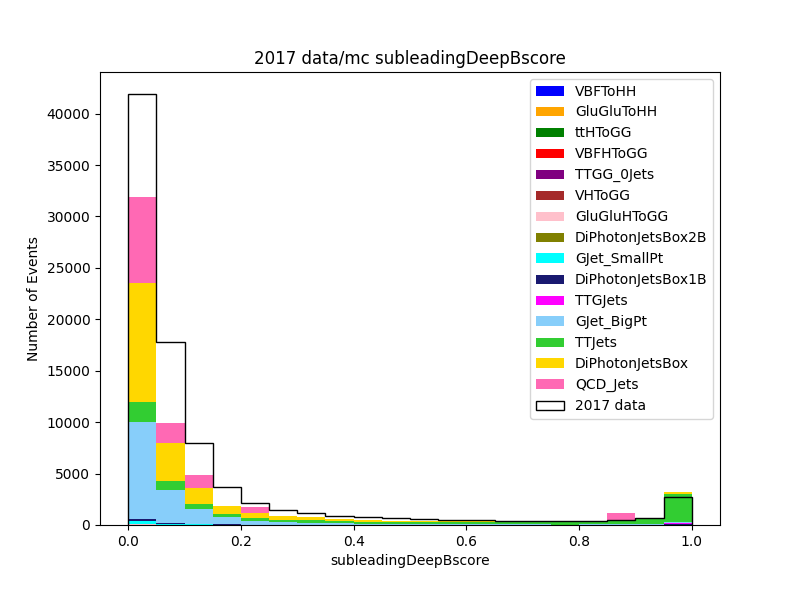 2017 data/mc subleadingDeepBscore
Number of Events
40000
35000
30000
25000
20000
15000
10000
5000
0
0.0 0.2 0.4 0.6 0.8 1.0
subleadingDeepBscore
VBFToHH
GluGluToHH
ttHToGG
VBFHToGG
TTGG_0Jets
VHToGG
GluGluHToGG
DiPhotonJetsBox2B
GJet_SmallPt
DiPhotonJetsBox1B
TTGJets
GJet_BigPt
TTJets
DiPhotonJetsBox
QCD_Jets
2017 data